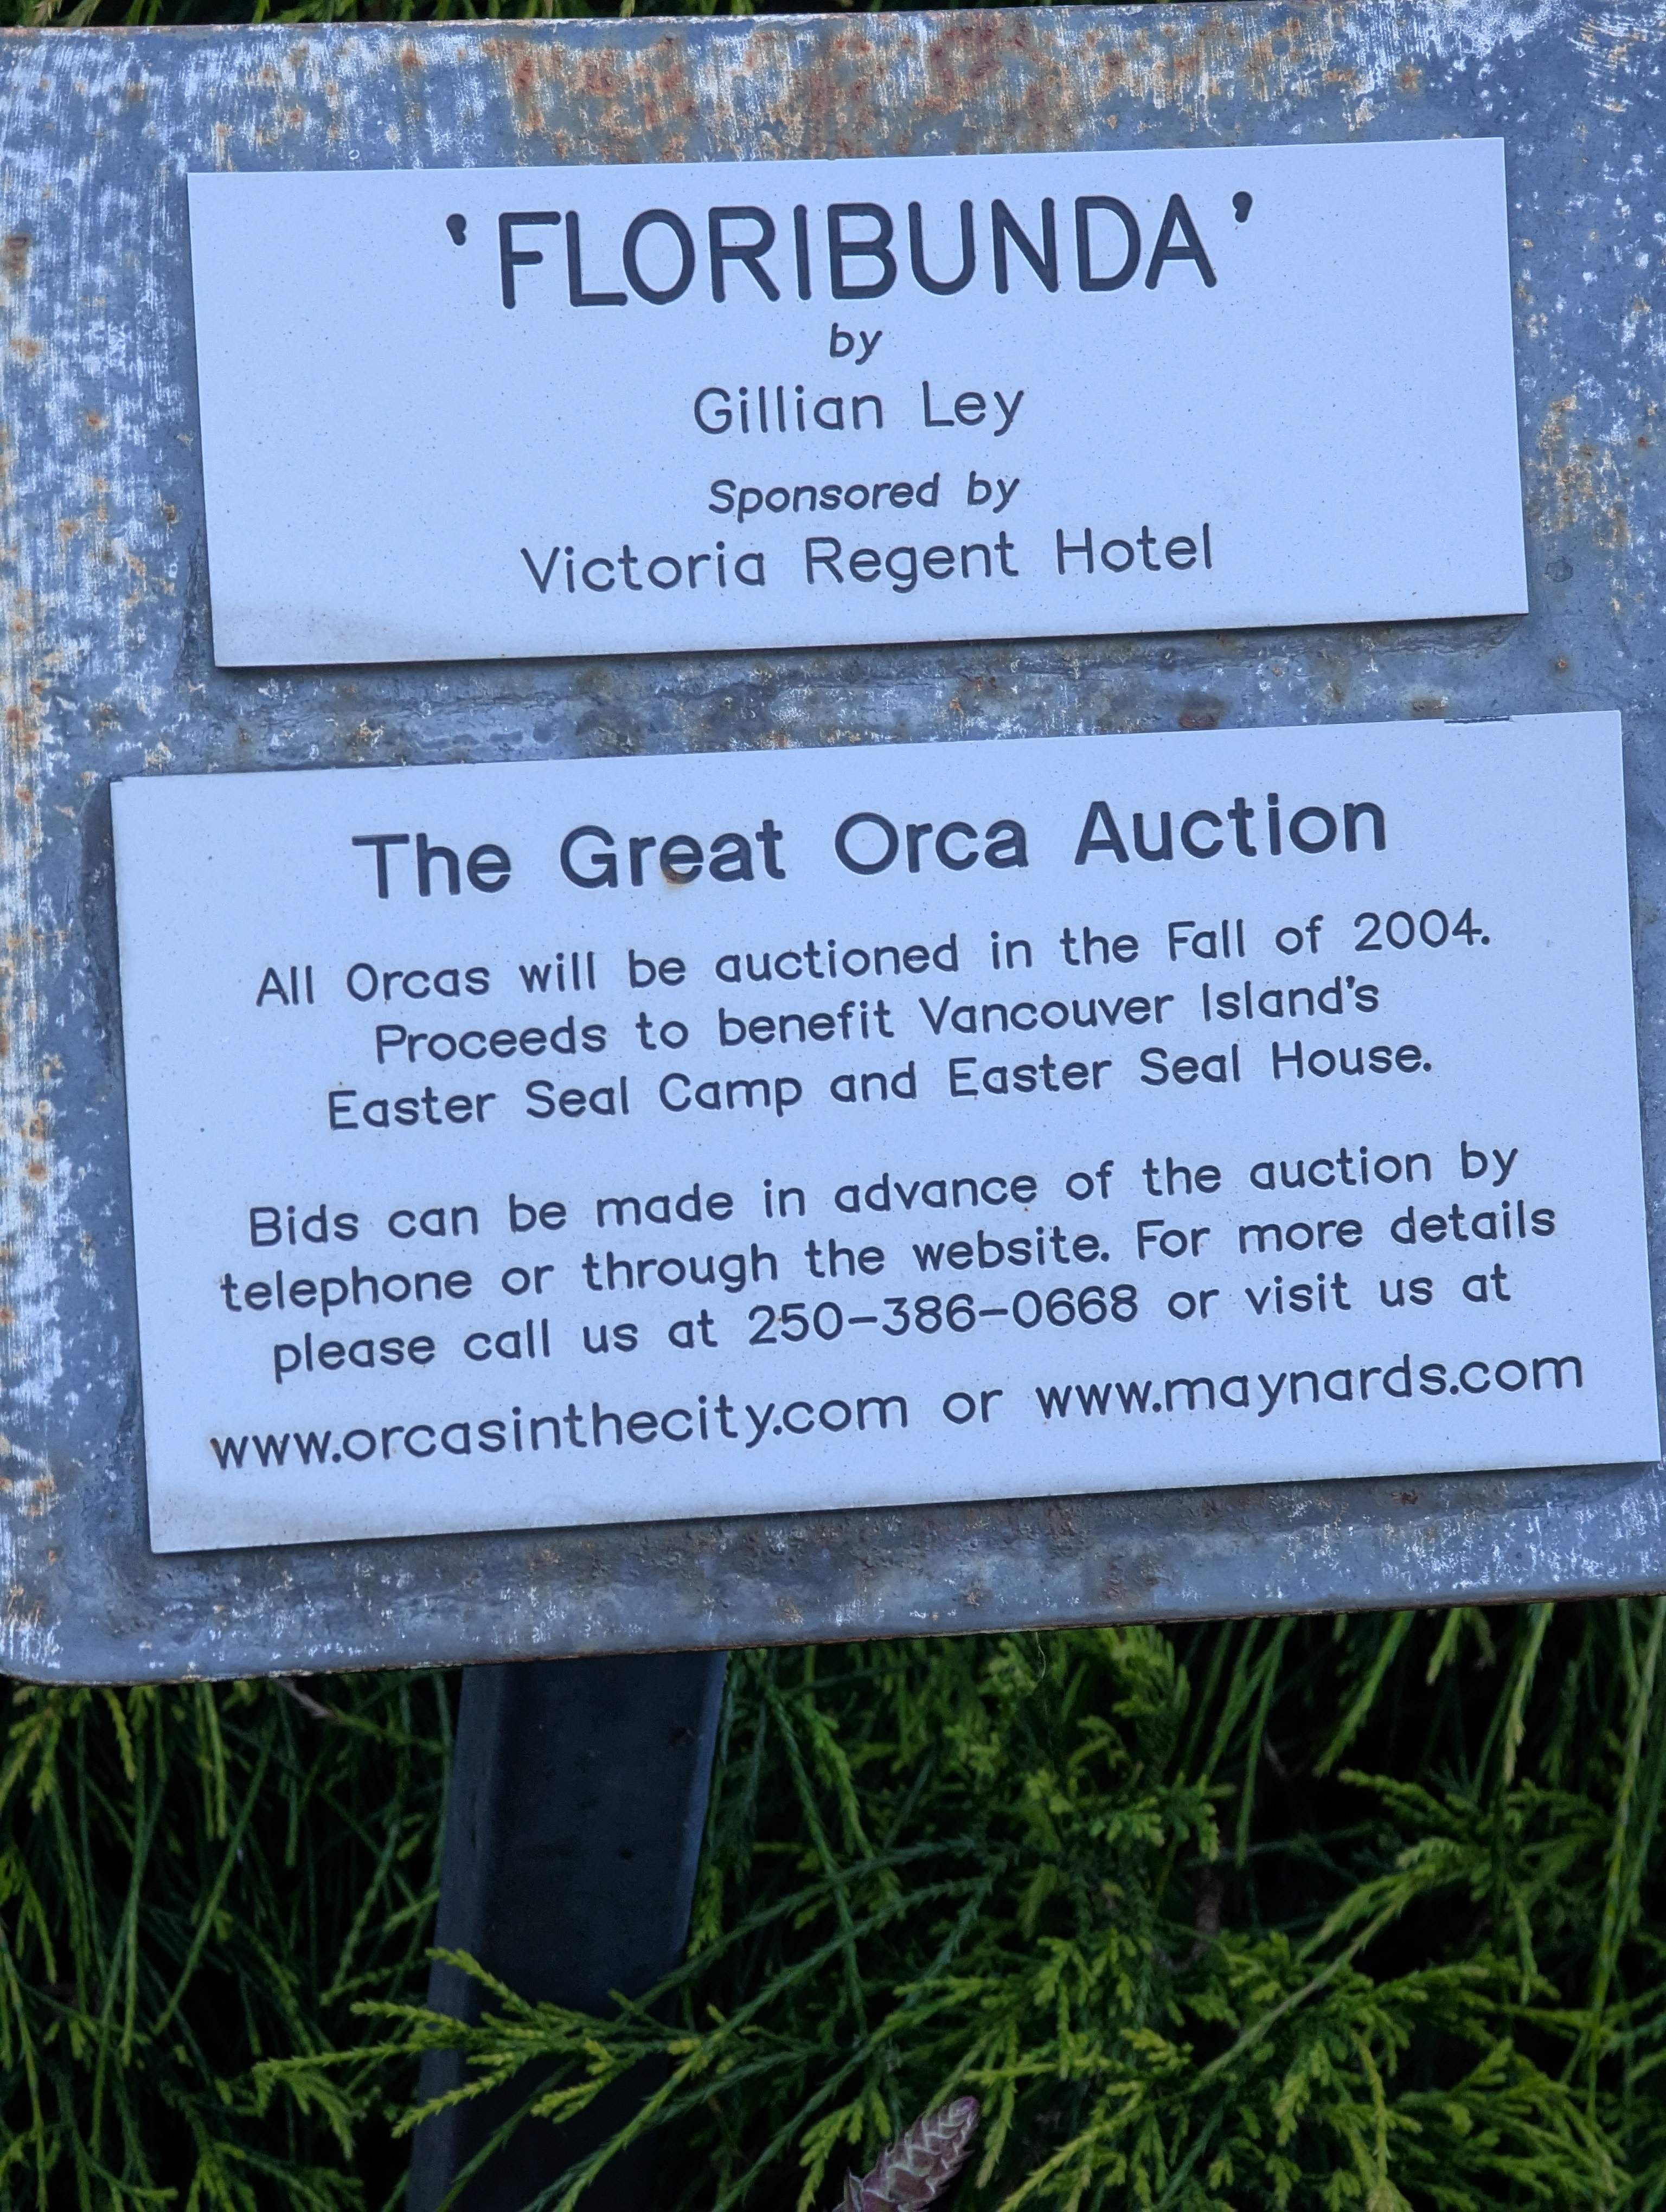 'FLORIBUNDA'
by
Gillian Ley
Sponsored by
Victoria Regent Hotel
The Great Orca Auction
All Orcas will be auctioned in the Fall of 2004.
Proceeds to benefit Vancouver Island's
Easter Seal Camp and Easter Seal House.
Bids can be made in advance of the auction by
telephone or through the website. For more details
please call us at 250-386-0668 or visit us at
www.orcasinthecity.com or www.maynards.com